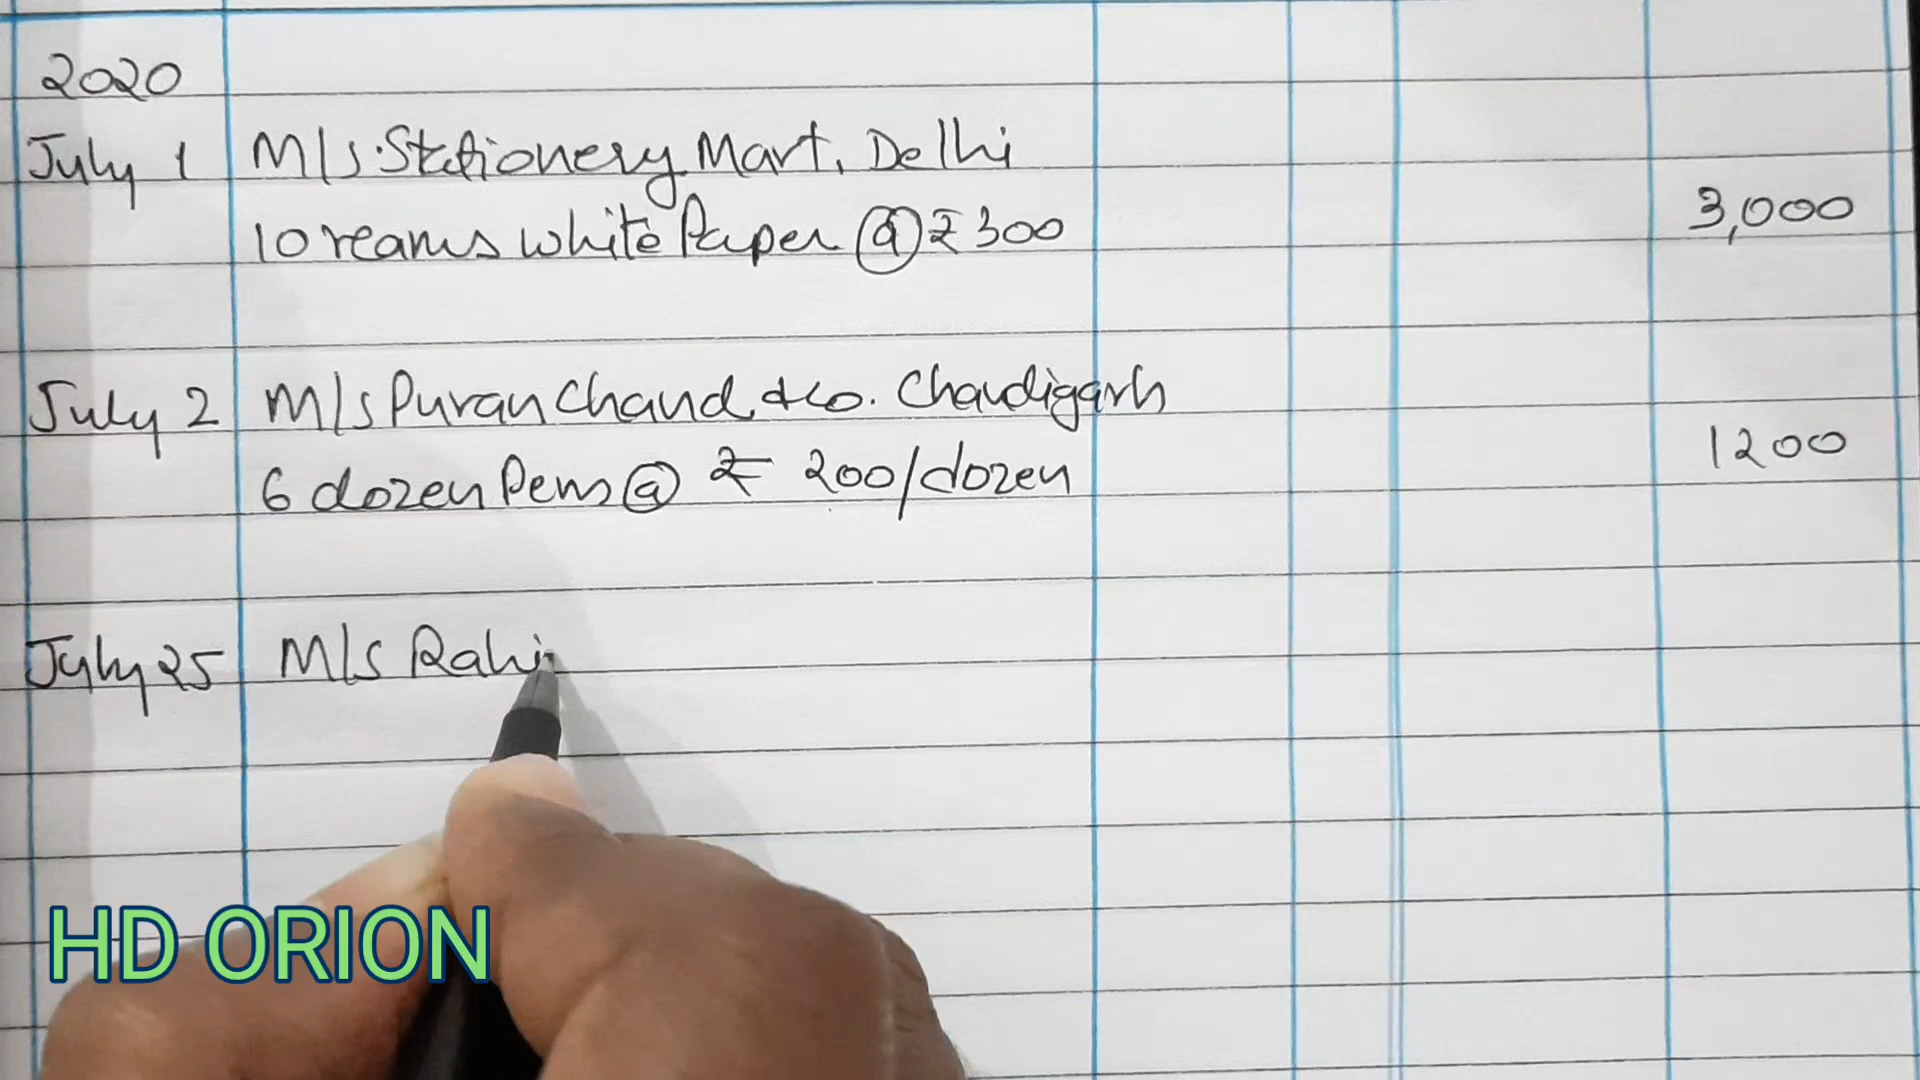 2020
July 1 M/s. Stationery Mart, Delhi
10 reams white Paper @ ₹300 3,000
July 2 M/s Puran Chand & Co. Chandigarh
6 dozen Pens @ ₹ 200/dozen 1200
July 25 M/s Rahi
HD ORION